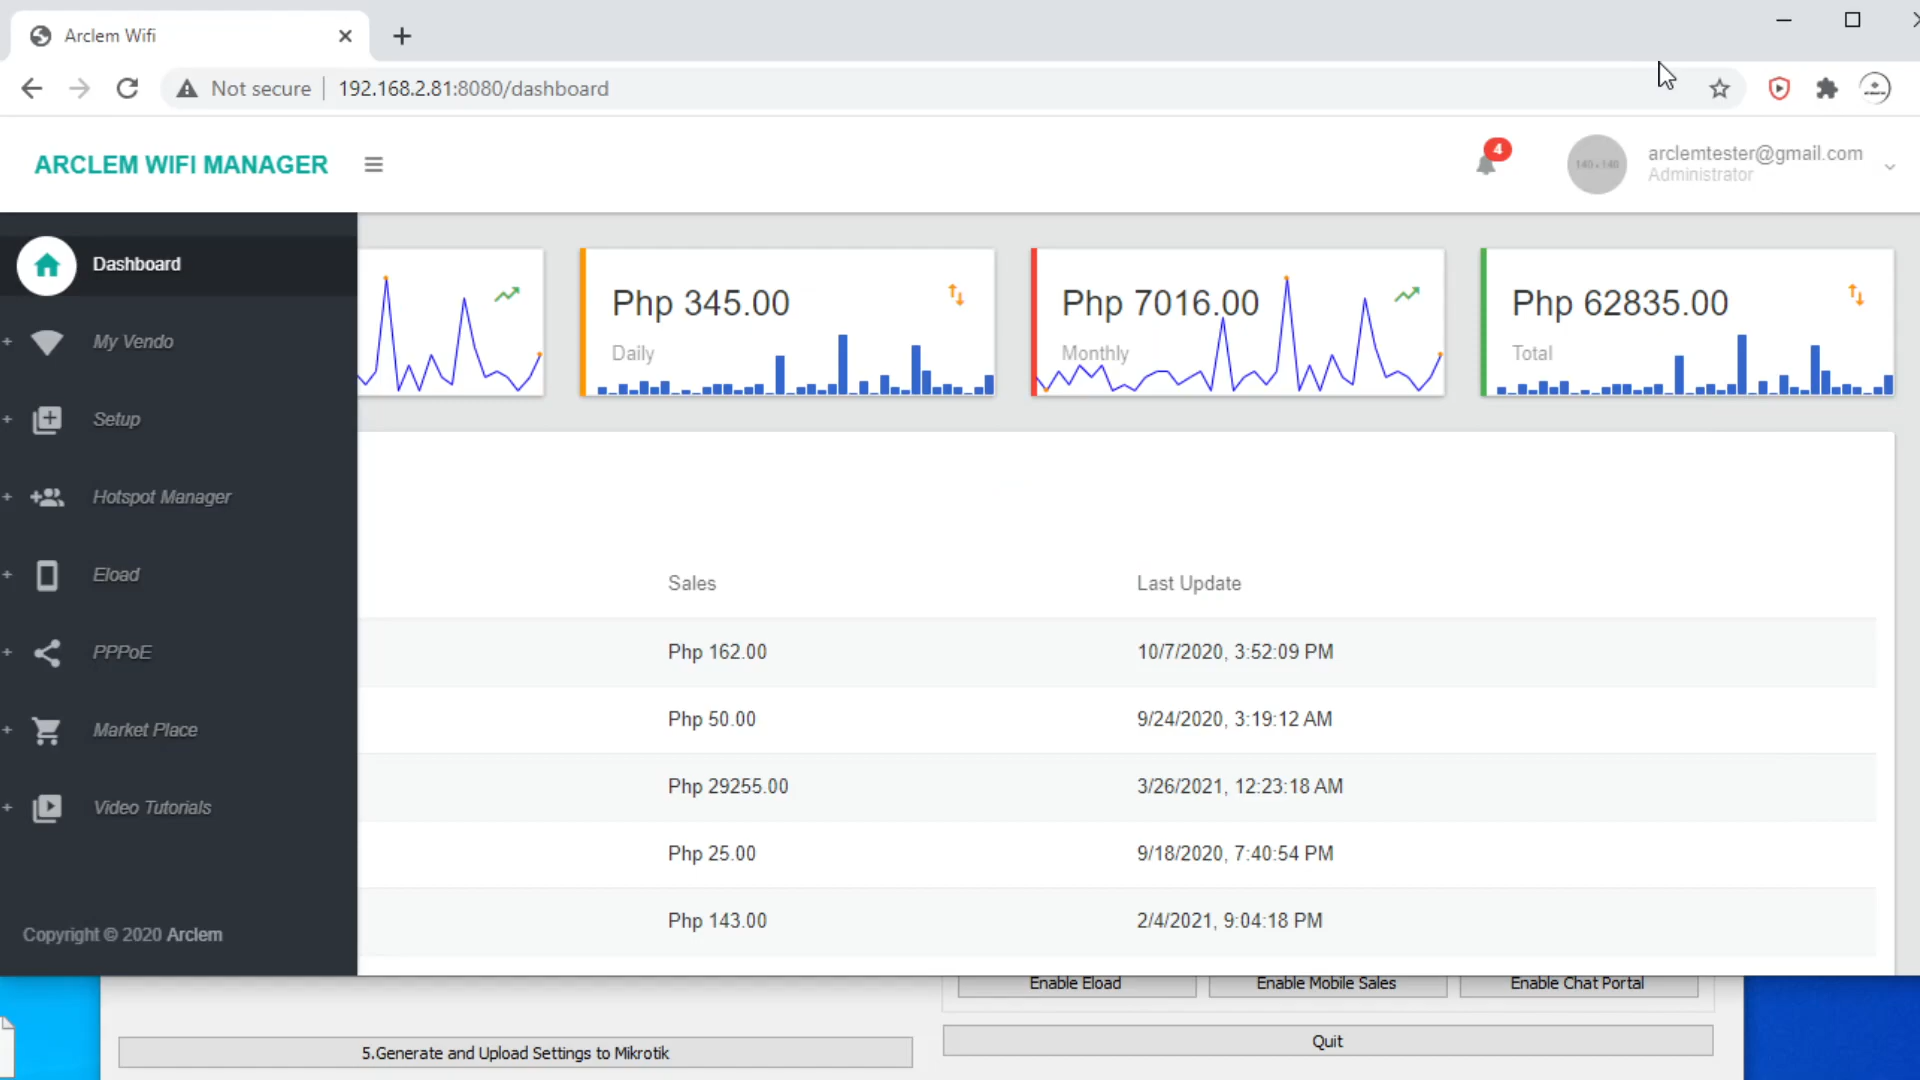 Arclem Wifi
Not secure
192.168.2.81:8080/dashboard
ARCLEM WIFI MANAGER
4
140 x 140
arclemtester@gmail.com
Administrator
Dashboard
+ My Vendo
+ Setup
+ Hotspot Manager
+ Eload
+ PPPoE
+ Market Place
+ Video Tutorials
Copyright © 2020 Arclem
Php 345.00
Daily
Php 7016.00
Monthly
Php 62835.00
Total
Sales Last Update
Php 162.00 10/7/2020, 3:52:09 PM
Php 50.00 9/24/2020, 3:19:12 AM
Php 29255.00 3/26/2021, 12:23:18 AM
Php 25.00 9/18/2020, 7:40:54 PM
Php 143.00 2/4/2021, 9:04:18 PM
Enable Eload Enable Mobile Sales Enable Chat Portal
5.Generate and Upload Settings to Mikrotik
Quit